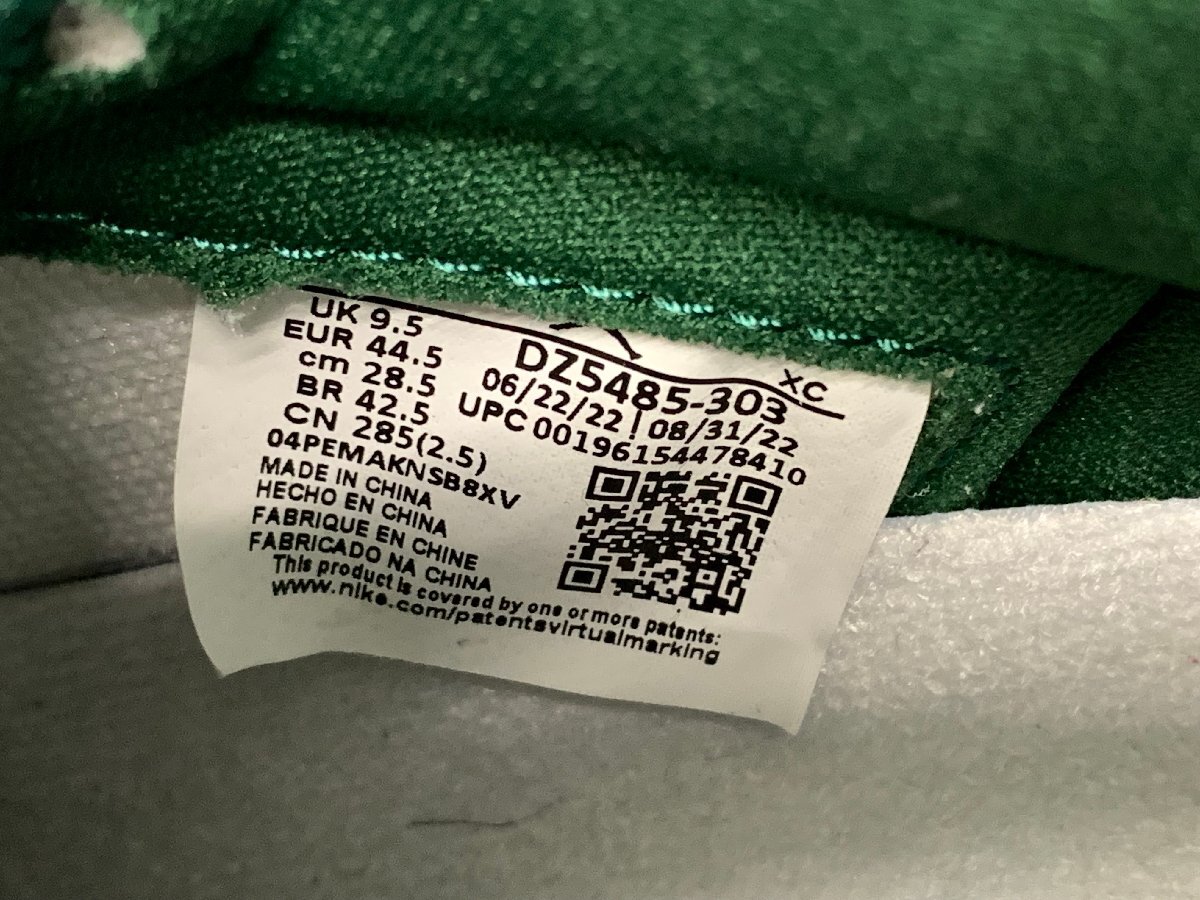 UK 9.5
EUR 44.5
cm 28.5
BR 42.5
CN 285(2.5)
04PEMAKNSB8XV
MADE IN CHINA
HECHO EN CHINA
FABRIQUE EN CHINE
FABRICADO NA CHINA
This product is covered by one or more patents:
www.nike.com/patentsvirtualmarking
XC
DZ5485-303
06/22/22 | 08/31/22
UPC 00196154478410